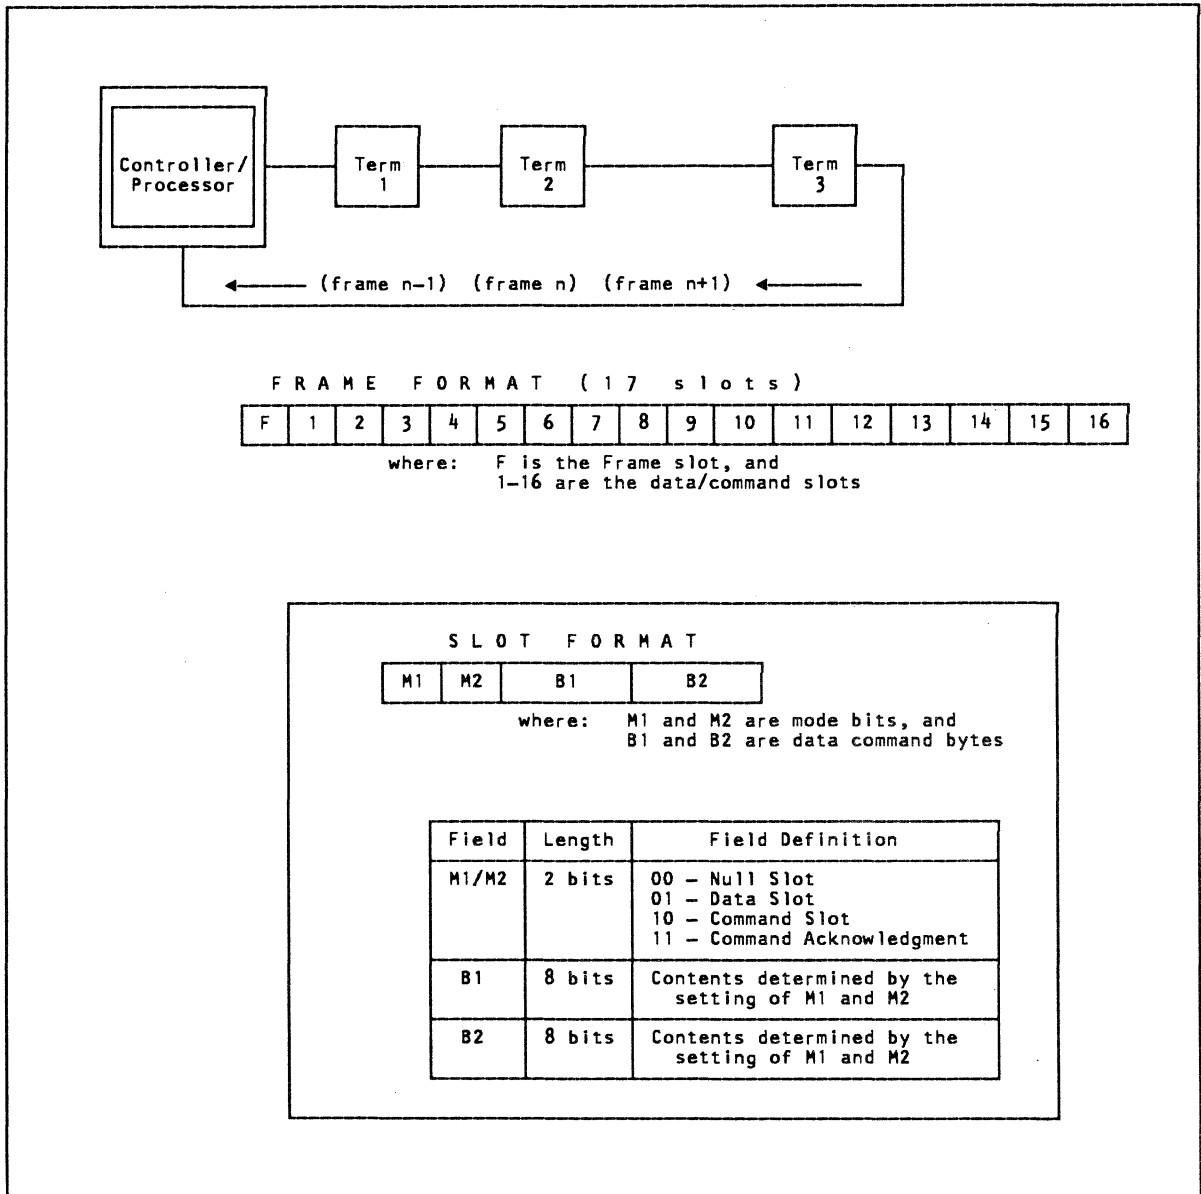 Controller/
Processor
Term
1
Term
2
Term
3
(frame n-1) (frame n) (frame n+1)
FRAME FORMAT (17 slots)
F 1 2 3 4 5 6 7 8 9 10 11 12 13 14 15 16
where: F is the Frame slot, and
1-16 are the data/command slots
SLOT FORMAT
M1 M2 B1 B2
where: M1 and M2 are mode bits, and
B1 and B2 are data command bytes
Field Length Field Definition
M1/M2 2 bits 00 - Null Slot
01 - Data Slot
10 - Command Slot
11 - Command Acknowledgment
B1 8 bits Contents determined by the
setting of M1 and M2
B2 8 bits Contents determined by the
setting of M1 and M2